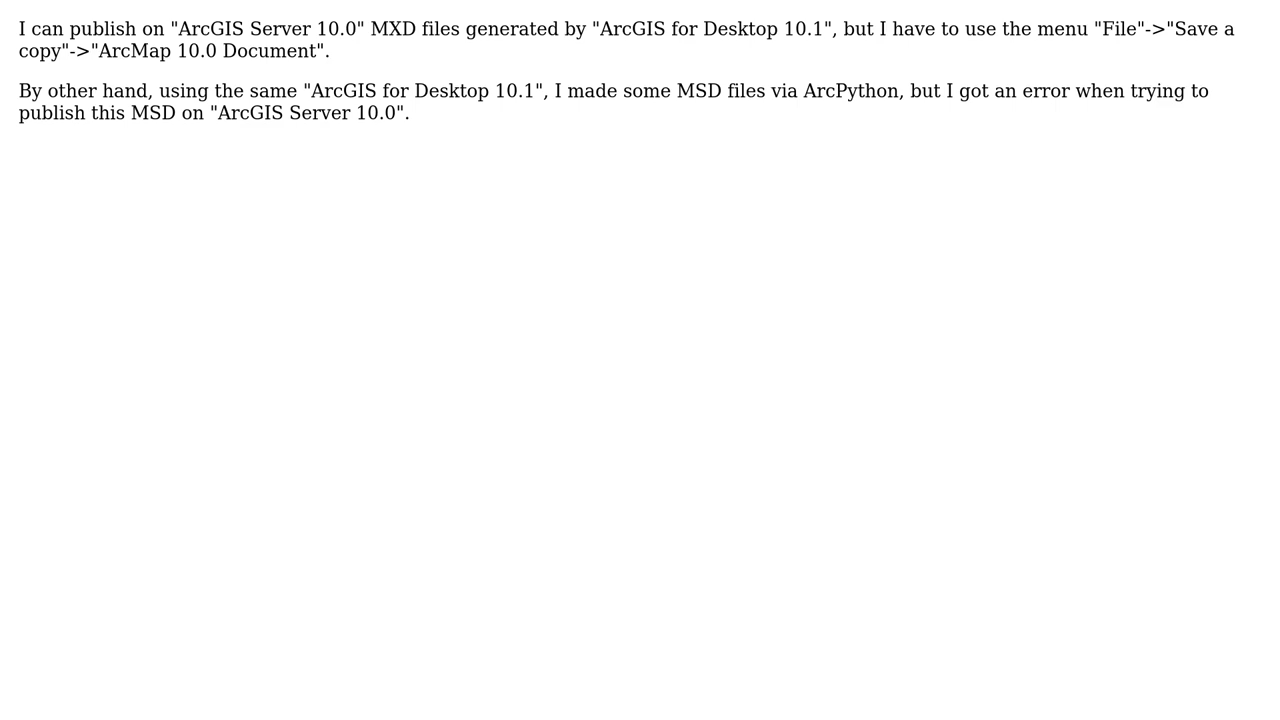 I can publish on "ArcGIS Server 10.0" MXD files generated by "ArcGIS for Desktop 10.1", but I have to use the menu "File"->"Save a
copy"->"ArcMap 10.0 Document".
By other hand, using the same "ArcGIS for Desktop 10.1", I made some MSD files via ArcPython, but I got an error when trying to
publish this MSD on "ArcGIS Server 10.0".